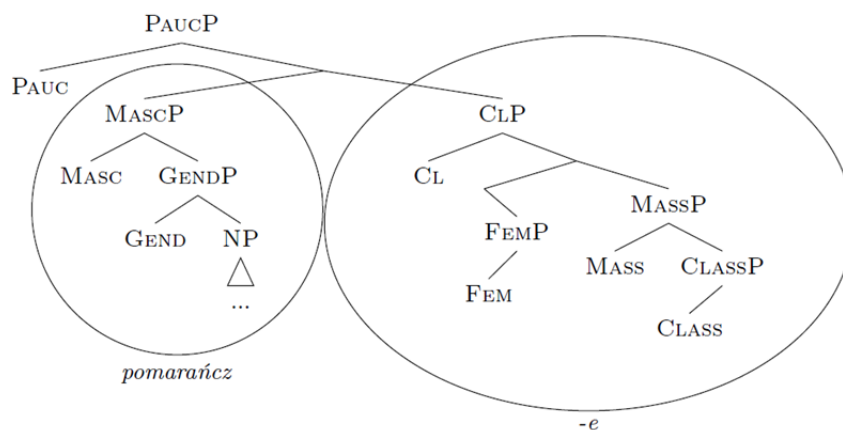 PAUCP
PAUC
MASCP CLP
MASC GENDP CL
MASSP
GEND NP FEMP
MASS CLASSP
FEM
...
CLASS
pomarańcz
-e